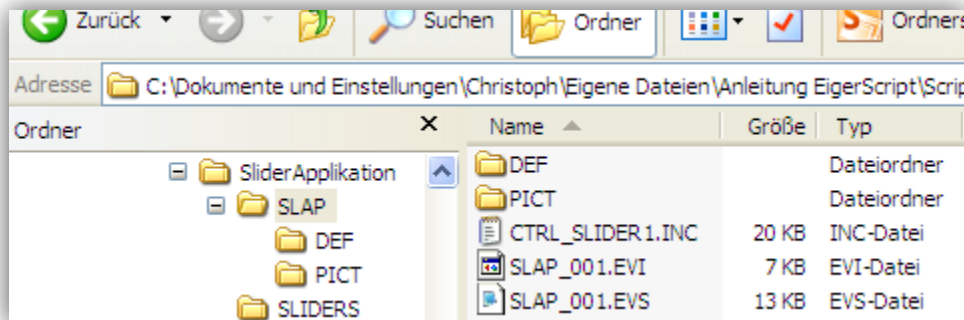 Zurück Suchen Ordner Ordners
Adresse C:\Dokumente und Einstellungen\Christoph\Eigene Dateien\Anleitung EigerScript\Scrip
Ordner Name Größe Typ
SliderApplikation DEF Dateiordner
SLAP PICT Dateiordner
DEF CTRL_SLIDER1.INC 20 KB INC-Datei
PICT SLAP_001.EVI 7 KB EVI-Datei
SLIDERS SLAP_001.EVS 13 KB EVS-Datei